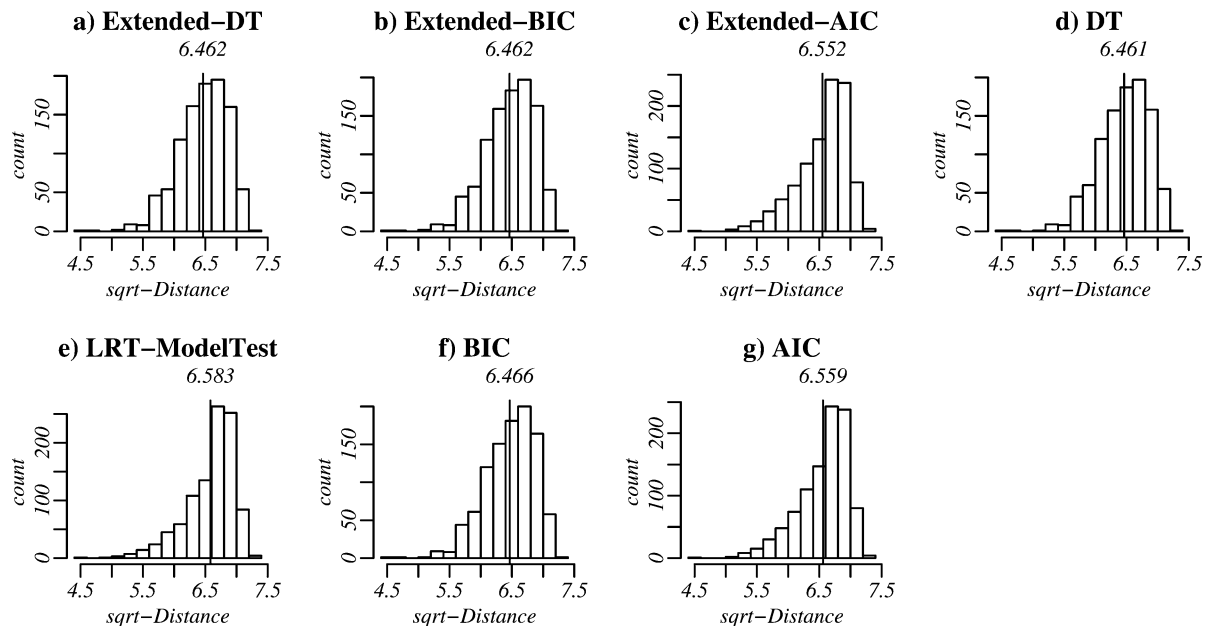 a) Extended−DT
6.462
count
0 50 150
4.5 5.5 6.5 7.5
sqrt−Distance
b) Extended−BIC
6.462
count
0 50 150
4.5 5.5 6.5 7.5
sqrt−Distance
c) Extended−AIC
6.552
count
0 100 200
4.5 5.5 6.5 7.5
sqrt−Distance
d) DT
6.461
count
0 50 150
4.5 5.5 6.5 7.5
sqrt−Distance
e) LRT−ModelTest
6.583
count
0 100 200
4.5 5.5 6.5 7.5
sqrt−Distance
f) BIC
6.466
count
0 50 150
4.5 5.5 6.5 7.5
sqrt−Distance
g) AIC
6.559
count
0 100 200
4.5 5.5 6.5 7.5
sqrt−Distance